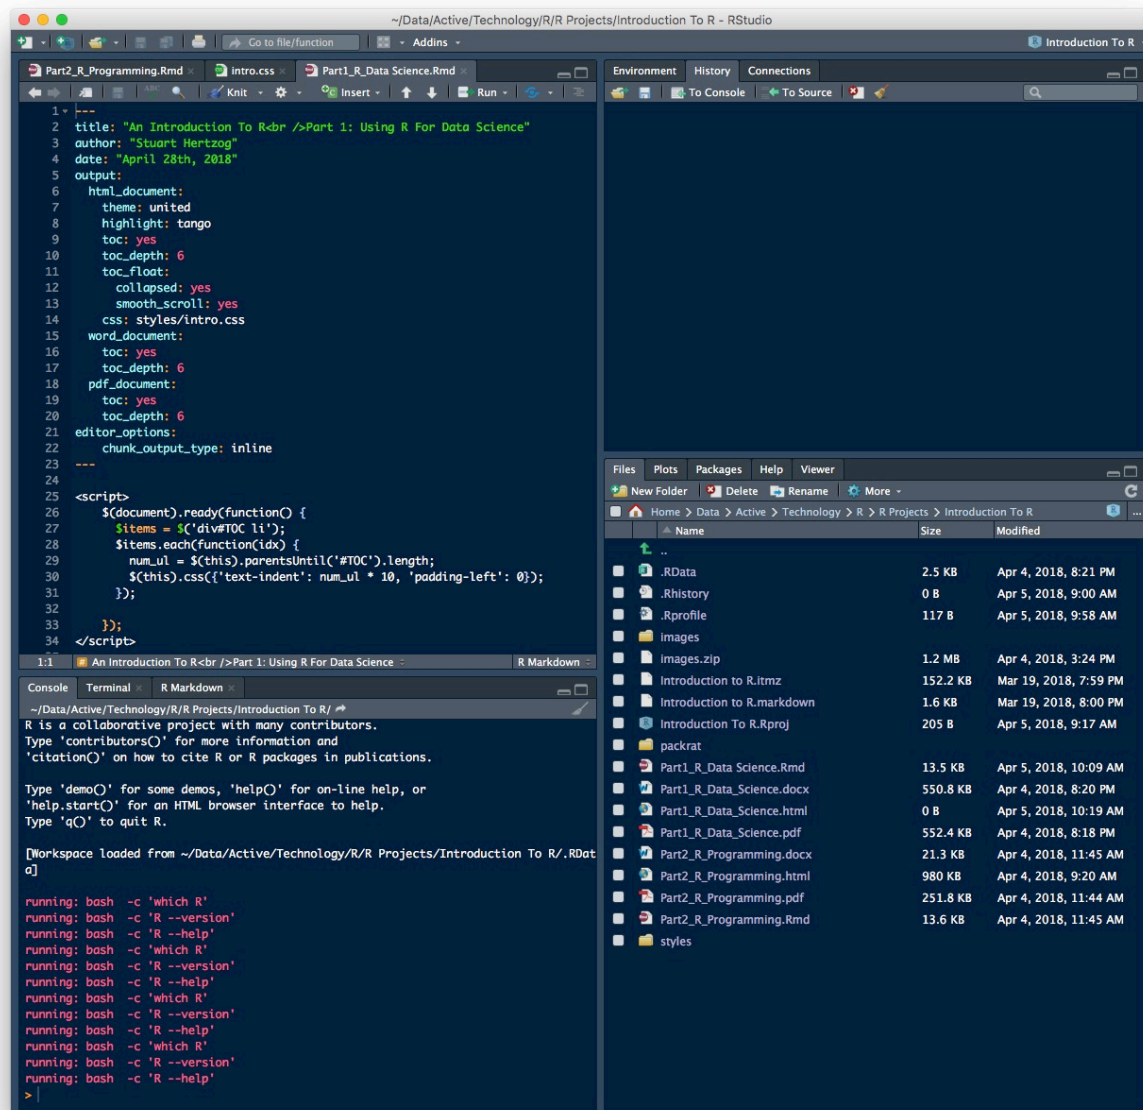 ~/Data/Active/Technology/R/R Projects/Introduction To R - RStudio
Go to file/function
Addins
Introduction To R
Part2_R_Programming.Rmd
intro.css
Part1_R_Data Science.Rmd
ABC
Knit
Insert
Run
1 ---
2 title: "An Introduction To R<br />Part 1: Using R For Data Science"
3 author: "Stuart Hertzog"
4 date: "April 28th, 2018"
5 output:
6   html_document:
7     theme: united
8     highlight: tango
9     toc: yes
10     toc_depth: 6
11     toc_float:
12       collapsed: yes
13       smooth_scroll: yes
14     css: styles/intro.css
15   word_document:
16     toc: yes
17     toc_depth: 6
18   pdf_document:
19     toc: yes
20     toc_depth: 6
21 editor_options:
22     chunk_output_type: inline
23 ---
24
25 <script>
26     $(document).ready(function() {
27       $items = $('div#TOC li');
28       $items.each(function(idx) {
29         num_ul = $(this).parentsUntil('#TOC').length;
30         $(this).css({'text-indent': num_ul * 10, 'padding-left': 0});
31       });
32
33     });
34 </script>
1:1 # An Introduction To R<br />Part 1: Using R For Data Science R Markdown
Console Terminal R Markdown
~/Data/Active/Technology/R/R Projects/Introduction To R/
R is a collaborative project with many contributors.
Type 'contributors()' for more information and
'citation()' on how to cite R or R packages in publications.
Type 'demo()' for some demos, 'help()' for on-line help, or
'help.start()' for an HTML browser interface to help.
Type 'q()' to quit R.
[Workspace loaded from ~/Data/Active/Technology/R/R Projects/Introduction To R/.RDat
a]
running: bash  -c 'which R'
running: bash  -c 'R --version'
running: bash  -c 'R --help'
running: bash  -c 'which R'
running: bash  -c 'R --version'
running: bash  -c 'R --help'
running: bash  -c 'which R'
running: bash  -c 'R --version'
running: bash  -c 'R --help'
running: bash  -c 'which R'
running: bash  -c 'R --version'
running: bash  -c 'R --help'
>
Environment History Connections
To Console To Source
Files Plots Packages Help Viewer
New Folder Delete Rename More
Home > Data > Active > Technology > R > R Projects > Introduction To R ...
Name Size Modified
..
.RData 2.5 KB Apr 4, 2018, 8:21 PM
.Rhistory 0 B Apr 5, 2018, 9:00 AM
.Rprofile 117 B Apr 5, 2018, 9:58 AM
images
images.zip 1.2 MB Apr 4, 2018, 3:24 PM
Introduction to R.itmz 152.2 KB Mar 19, 2018, 7:59 PM
Introduction to R.markdown 1.6 KB Mar 19, 2018, 8:00 PM
Introduction To R.Rproj 205 B Apr 5, 2018, 9:17 AM
packrat
Part1_R_Data Science.Rmd 13.5 KB Apr 5, 2018, 10:09 AM
Part1_R_Data_Science.docx 550.8 KB Apr 4, 2018, 8:20 PM
Part1_R_Data_Science.html 0 B Apr 5, 2018, 10:19 AM
Part1_R_Data_Science.pdf 552.4 KB Apr 4, 2018, 8:18 PM
Part2_R_Programming.docx 21.3 KB Apr 4, 2018, 11:45 AM
Part2_R_Programming.html 980 KB Apr 4, 2018, 9:20 AM
Part2_R_Programming.pdf 251.8 KB Apr 4, 2018, 11:44 AM
Part2_R_Programming.Rmd 13.6 KB Apr 4, 2018, 11:45 AM
styles